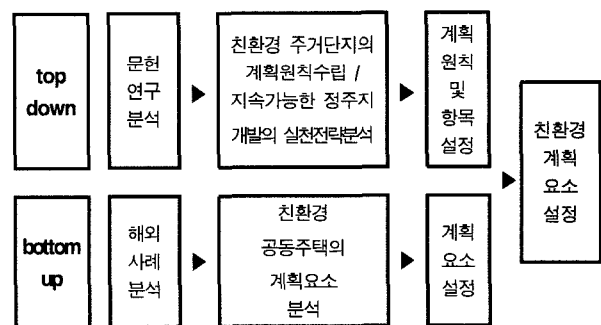 top
down
문헌
연구
분석
친환경 주거단지의
계획원칙수립 /
지속가능한 정주지
개발의 실천전략분석
계획
원칙
및
항목
설정
bottom
up
해외
사례
분석
친환경
공동주택의
계획요소
분석
계획
요소
설정
친환경
계획
요소
설정